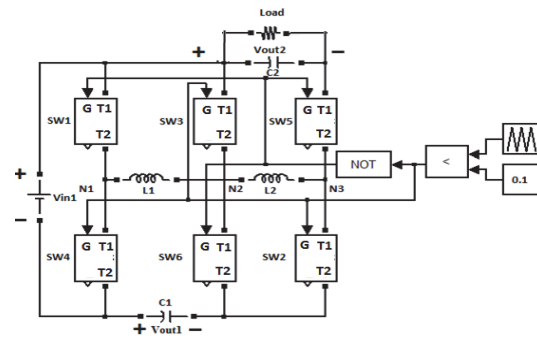 Load
+ Vout2 −
C2
G T1
T2
SW1
G T1
T2
SW3
G T1
T2
SW5
NOT
<
0.1
+
Vin1
−
N1
L1
N2
L2
N3
G T1
T2
SW4
G T1
T2
SW6
G T1
T2
SW2
C1
+ Vout1 −